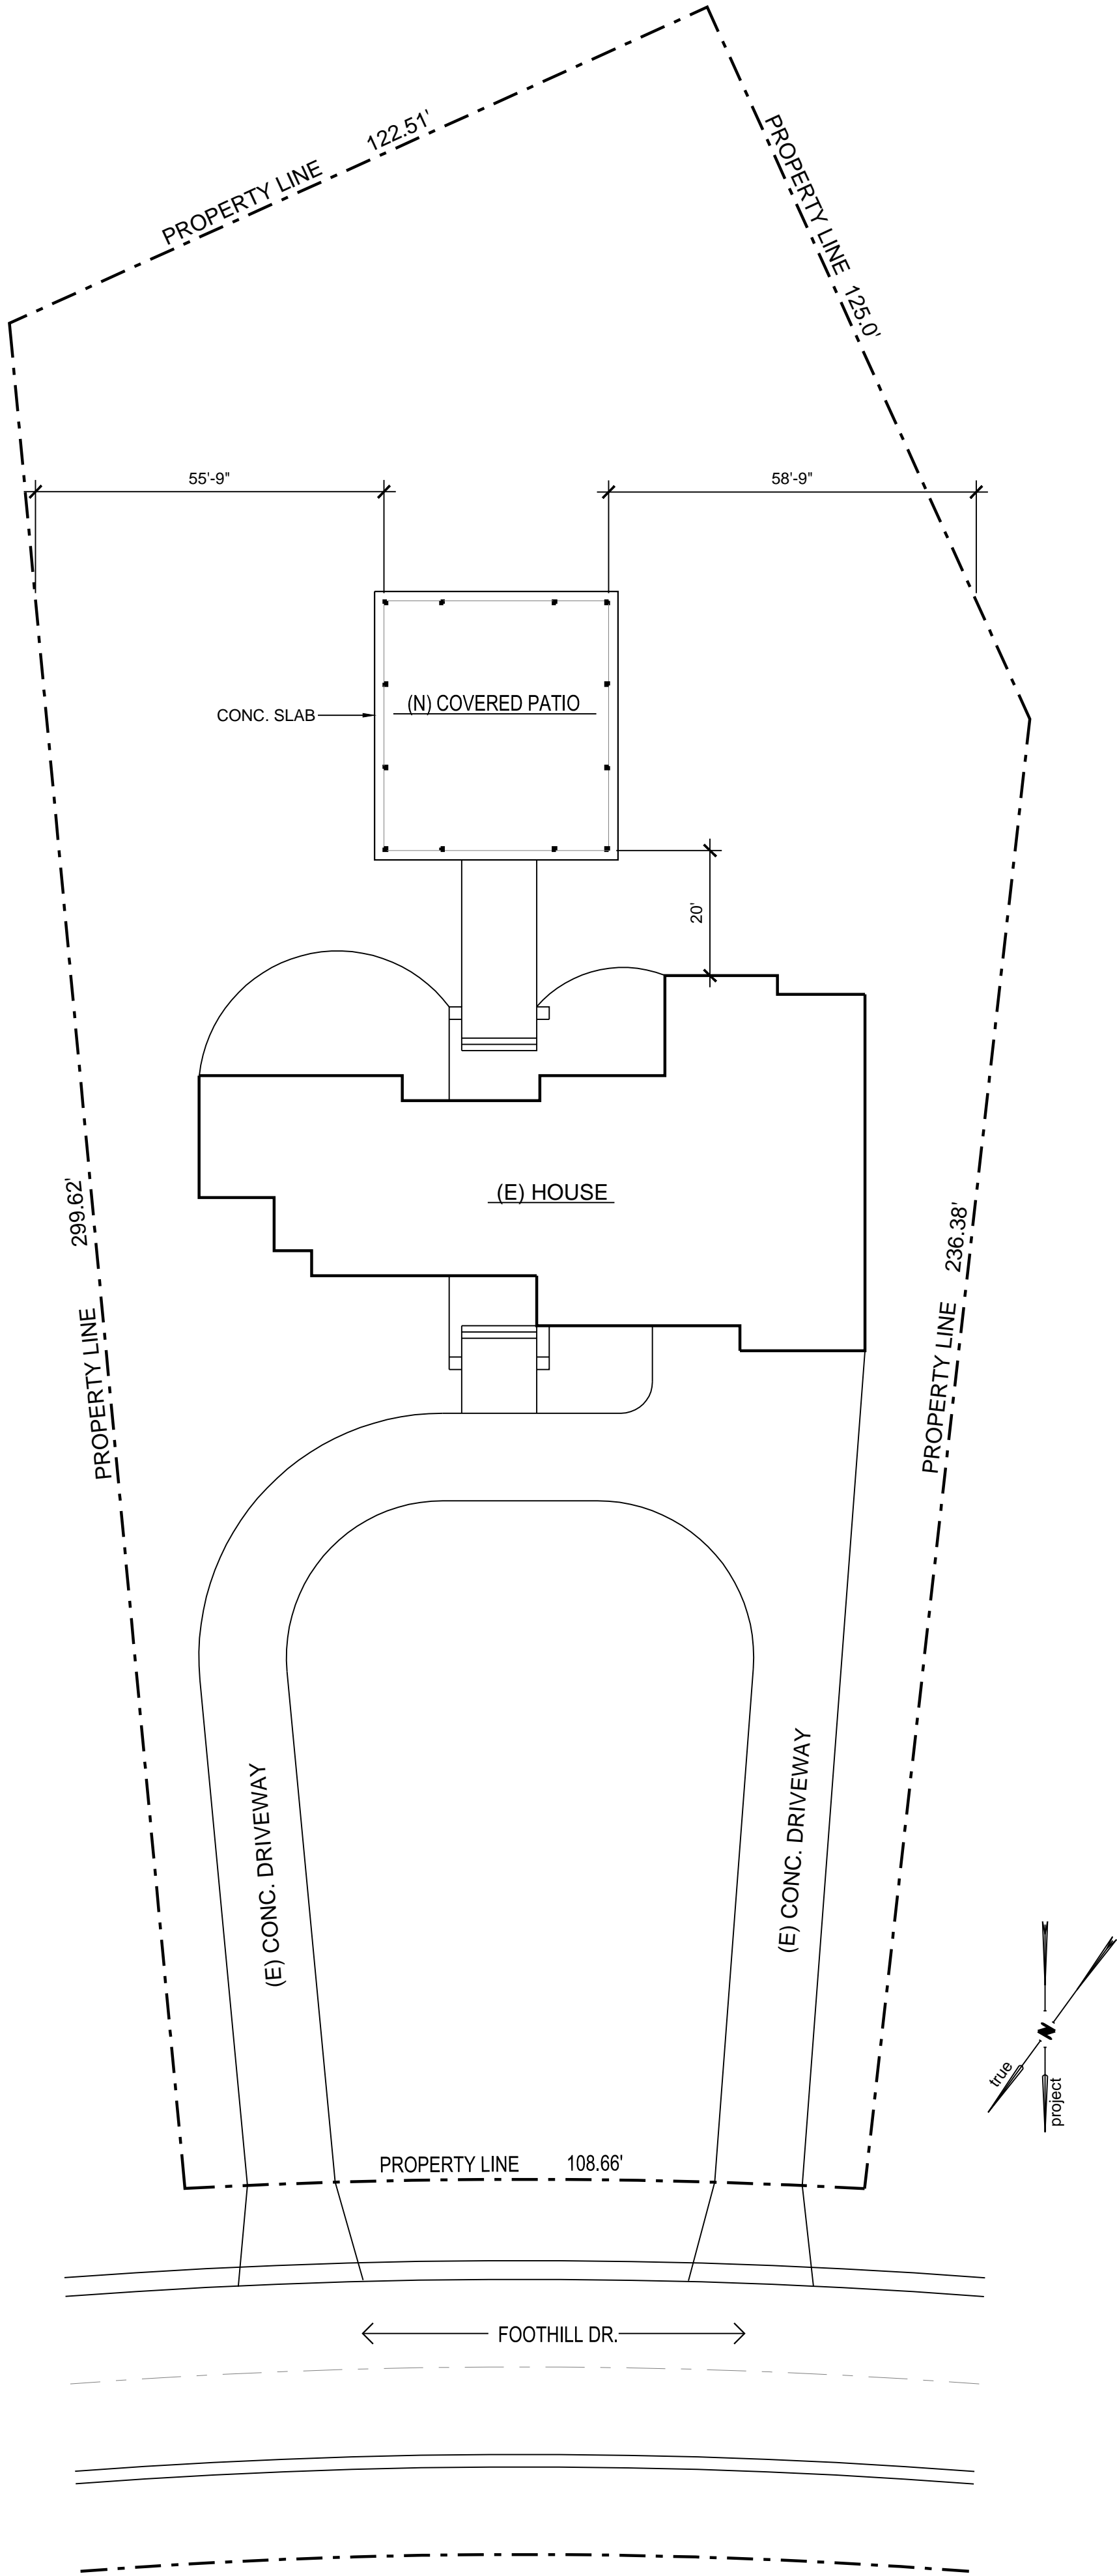 122.51'
PROPERTY LINE
PROPERTY LINE 125.0'
55'-9"
58'-9"
(N) COVERED PATIO
CONC. SLAB
20'
(E) HOUSE
PROPERTY LINE 299.62'
PROPERTY LINE 236.38'
(E) CONC. DRIVEWAY
(E) CONC. DRIVEWAY
N
true
project
PROPERTY LINE 108.66'
FOOTHILL DR.